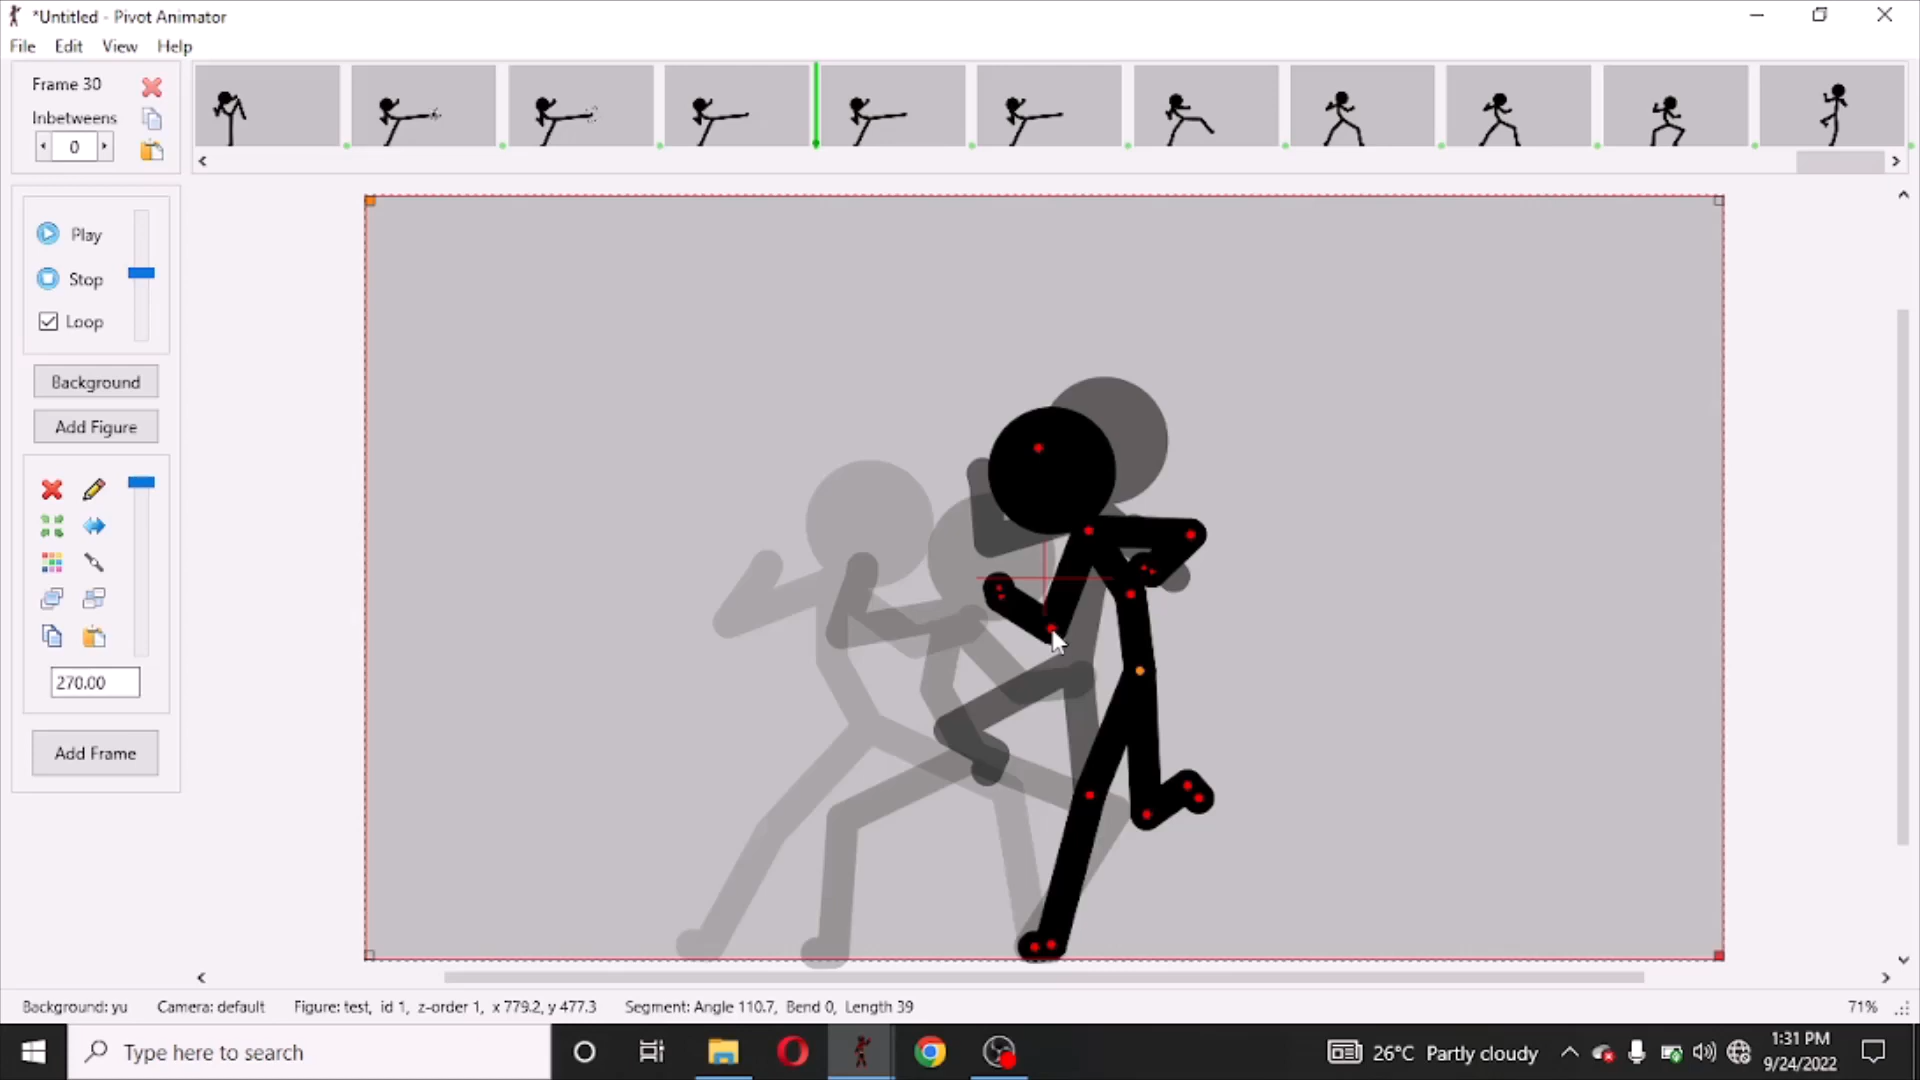 *Untitled - Pivot Animator
File Edit View Help
Frame 30
Inbetweens
0
Play
Stop
Loop
Background
Add Figure
270.00
Add Frame
Background: yu Camera: default Figure: test, id 1, z-order 1, x 779.2, y 477.3 Segment: Angle 110.7, Bend 0, Length 39 71%
Type here to search 26°C Partly cloudy 1:31 PM
9/24/2022